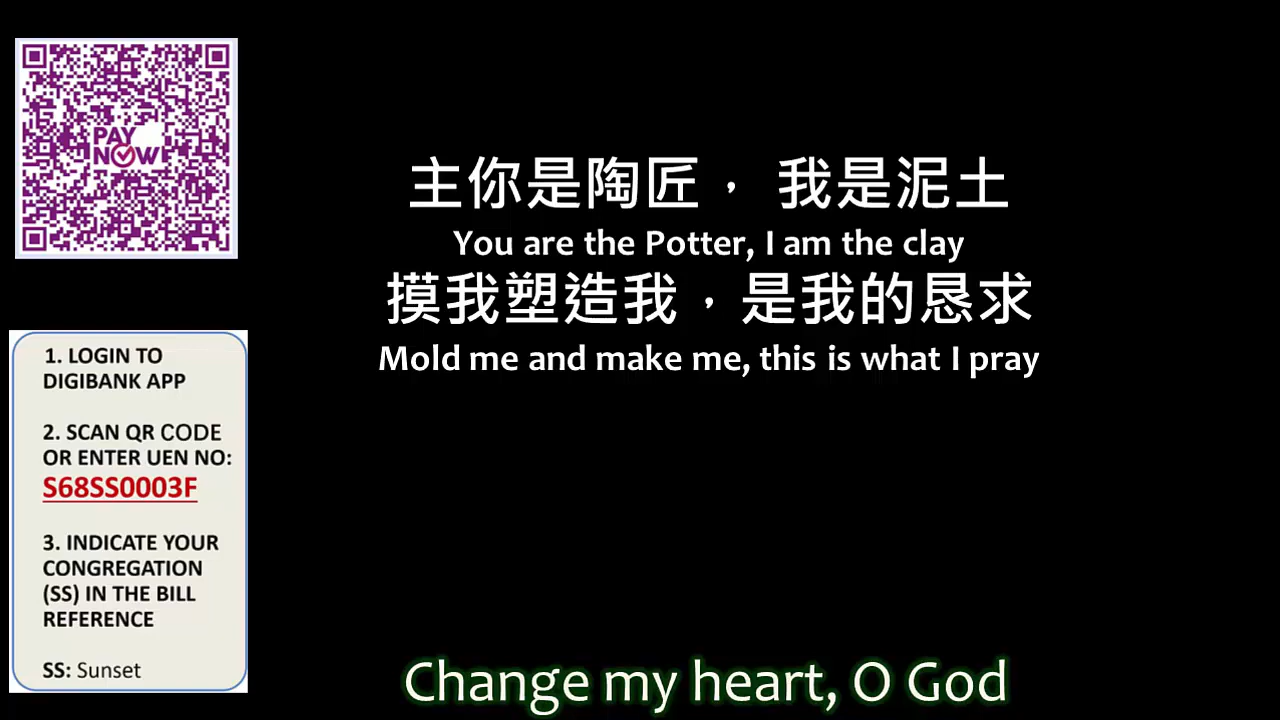 PAY
NOW
1. LOGIN TO
DIGIBANK APP
2. SCAN QR CODE
OR ENTER UEN NO:
S68SS0003F
3. INDICATE YOUR
CONGREGATION
(SS) IN THE BILL
REFERENCE
SS: Sunset
主你是陶匠， 我是泥土
You are the Potter, I am the clay
摸我塑造我，是我的恳求
Mold me and make me, this is what I pray
Change my heart, O God